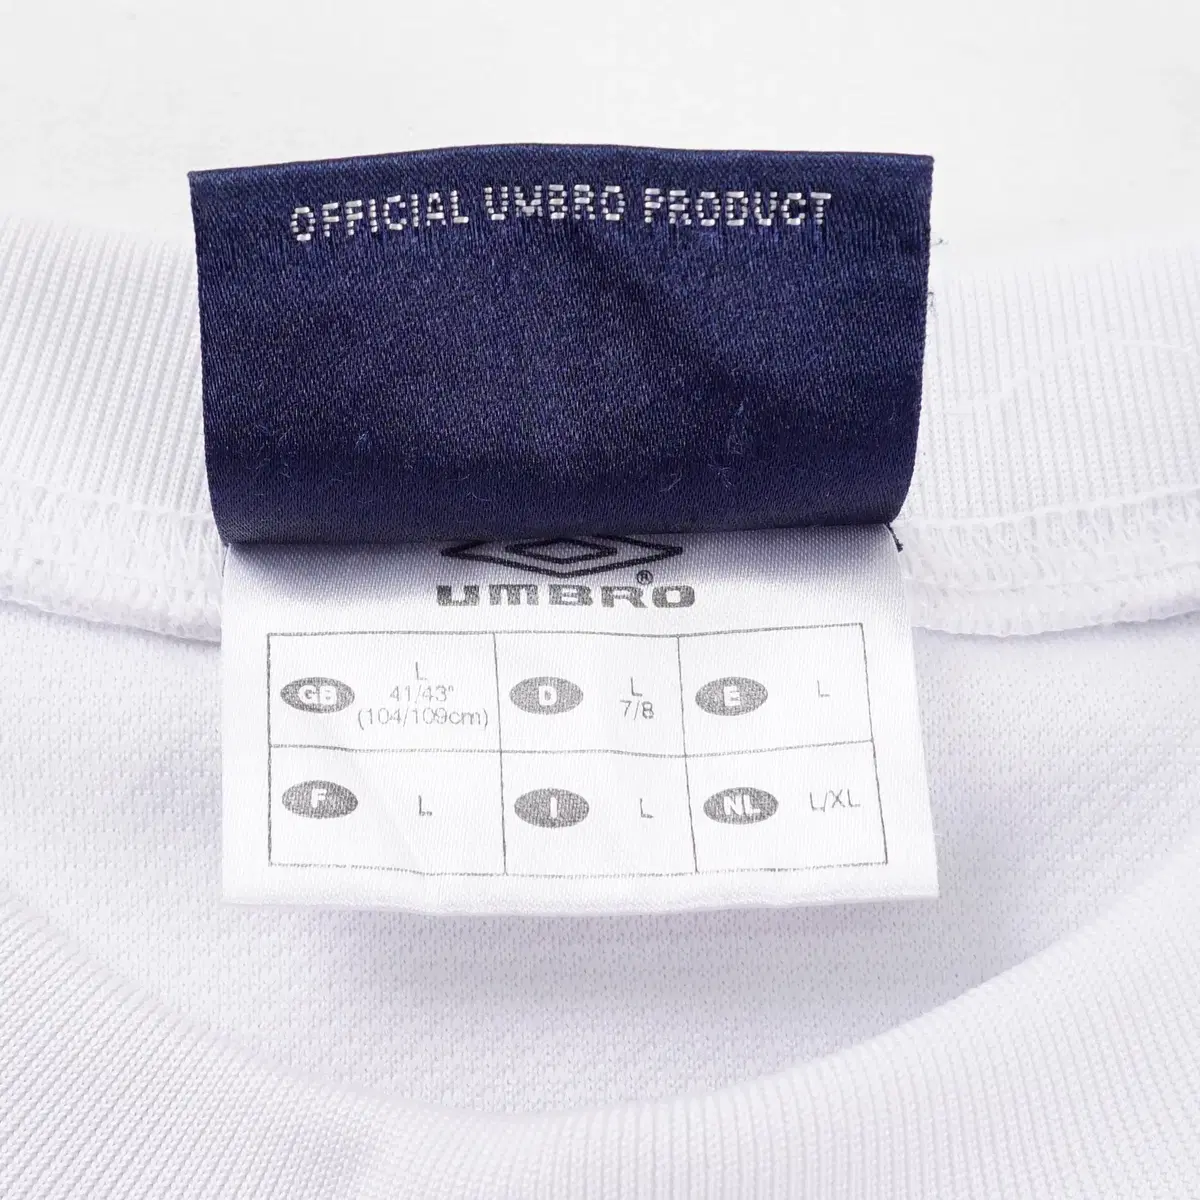 OFFICIAL UMBRO PRODUCT
UMBRO®
GB L 41/43" (104/109cm)
D L 7/8
E L
F L
I L
NL L/XL